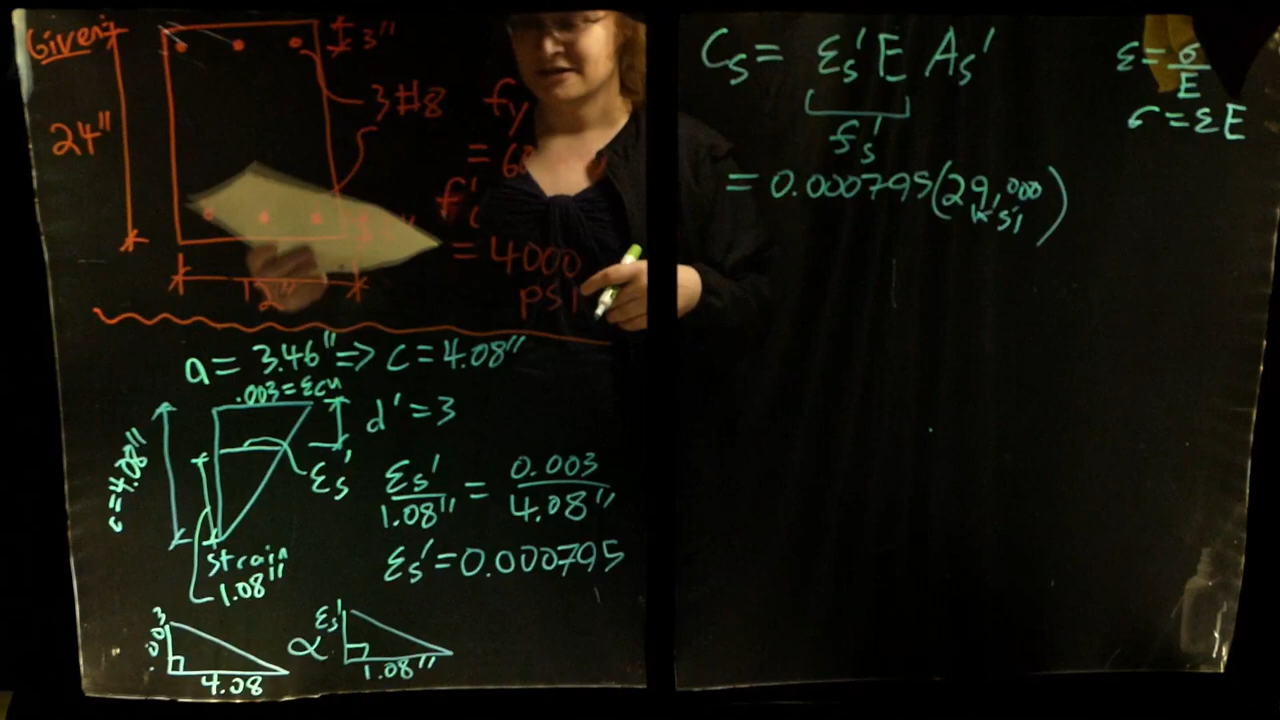 Given:
3"
3#8
24"
fy
= 60
f'c
= 4000
psi
12"
a = 3.46" => c = 4.08"
.003 = εcu
d' = 3
c = 4.08"
εs'
εs'/1.08" = 0.003/4.08"
εs' = 0.000795
strain
1.08"
.003
4.08
α
εs'
1.08"
Cs = εs' E As'
fs'
= 0.000795(29,000 ksi)
ε = σ/E
σ = εE